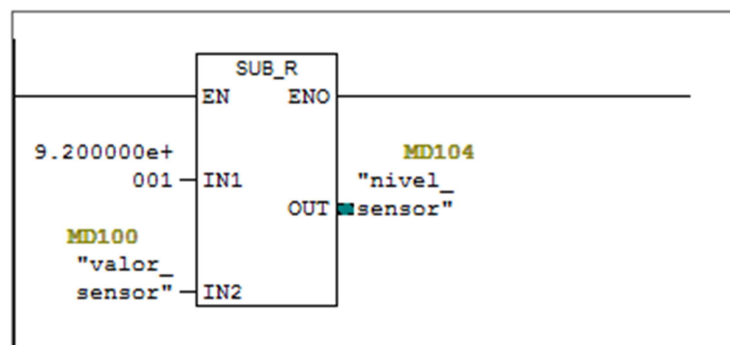 SUB_R
EN ENO
9.200000e+
001 IN1
MD104
"nivel_
sensor"
OUT
MD100
"valor_
sensor" IN2